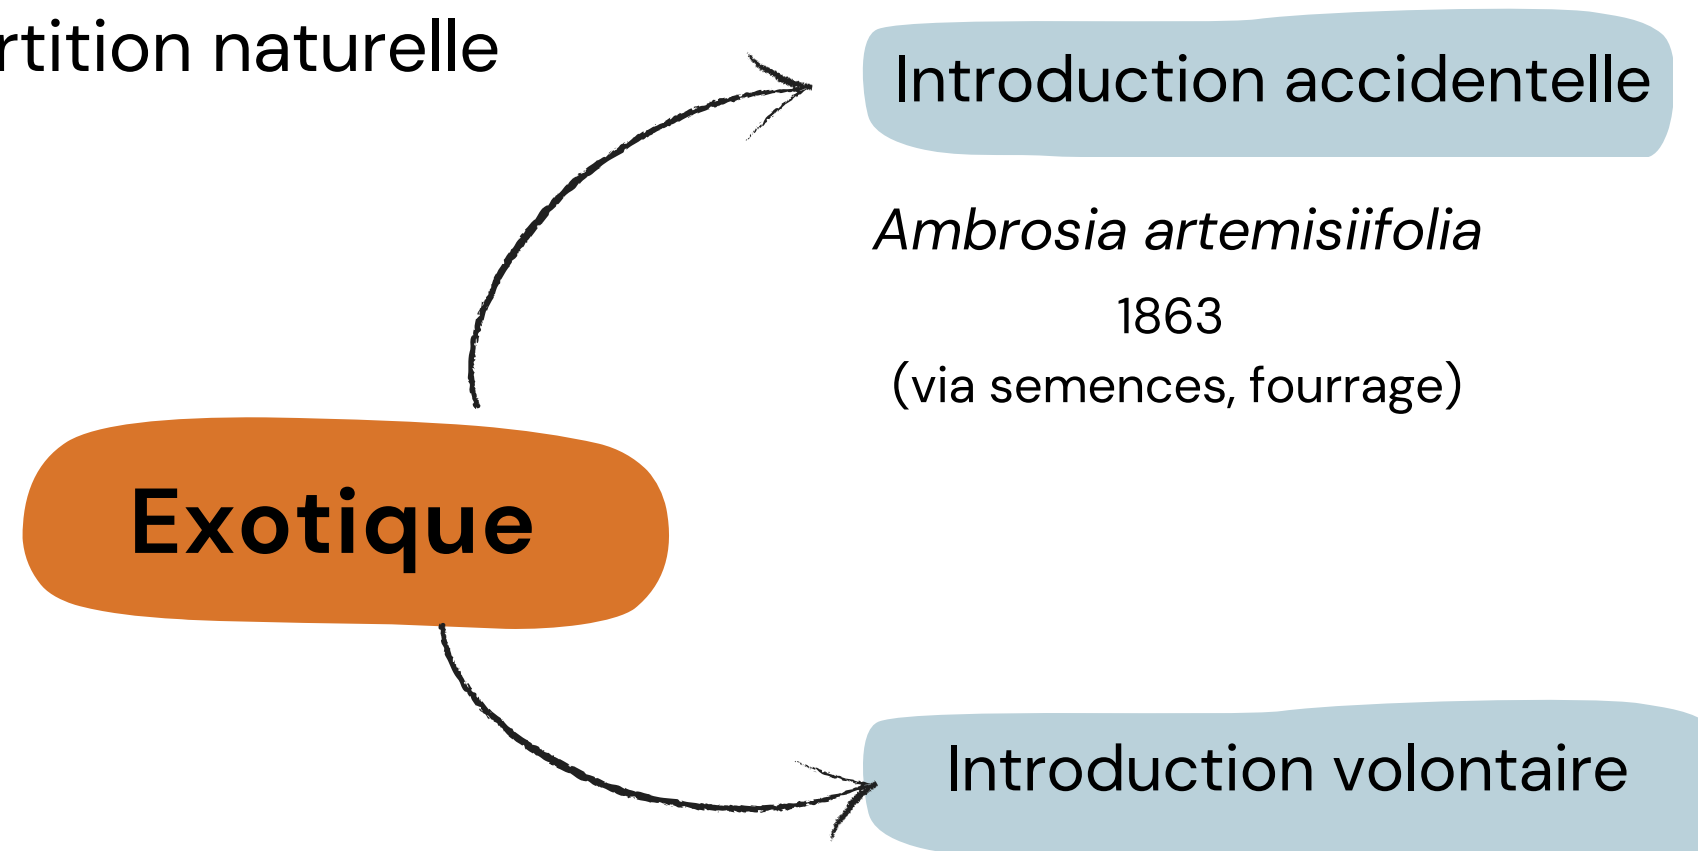 rtition naturelle
Introduction accidentelle
Ambrosia artemisiifolia
1863
(via semences, fourrage)
Exotique
Introduction volontaire